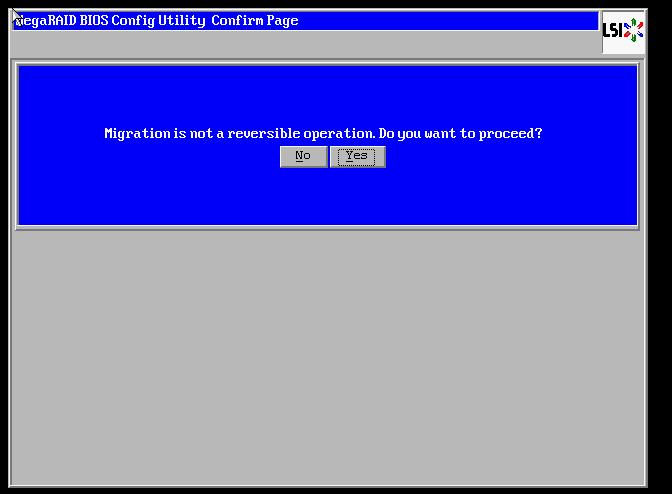 MegaRAID BIOS Config Utility Confirm Page
LSI
Migration is not a reversible operation. Do you want to proceed?
No Yes